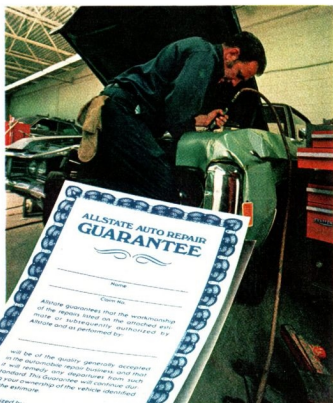 ALLSTATE AUTO REPAIR
GUARANTEE
Name
Claim No.
Allstate guarantees that the workmanship
of the repairs listed on the attached esti-
mate or subsequently authorized by
Allstate and as performed by
will be of the quality generally accepted
in the automobile repair business and that
it will remedy any departures from such
standard. This Guarantee will continue dur-
your ownership of the vehicle identified
the estimate.